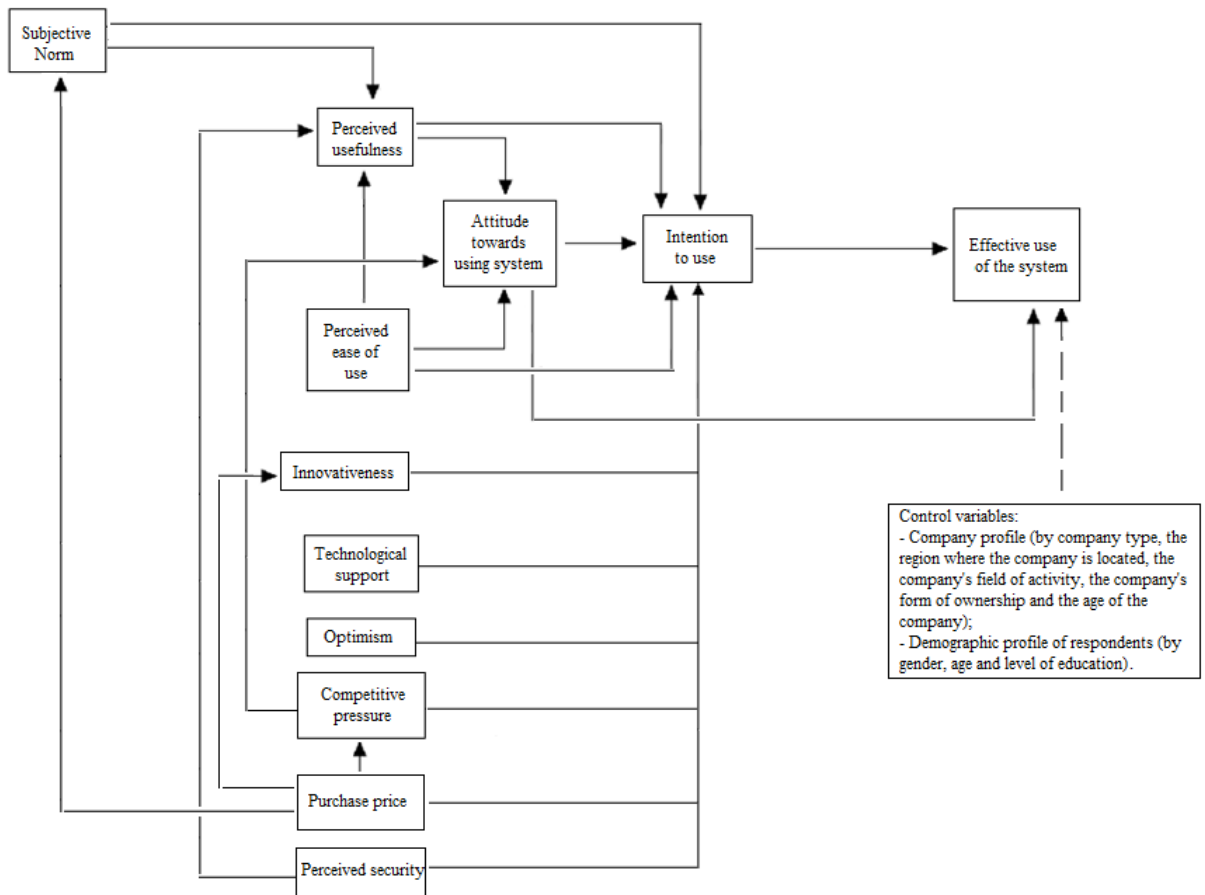 Subjective
Norm
Perceived
usefulness
Attitude
towards
using system
Intention
to use
Effective use
of the system
Perceived
ease of
use
Innovativeness
Technological
support
Optimism
Competitive
pressure
Purchase price
Perceived security
Control variables:
- Company profile (by company type, the
region where the company is located, the
company's field of activity, the company's
form of ownership and the age of the
company);
- Demographic profile of respondents (by
gender, age and level of education).